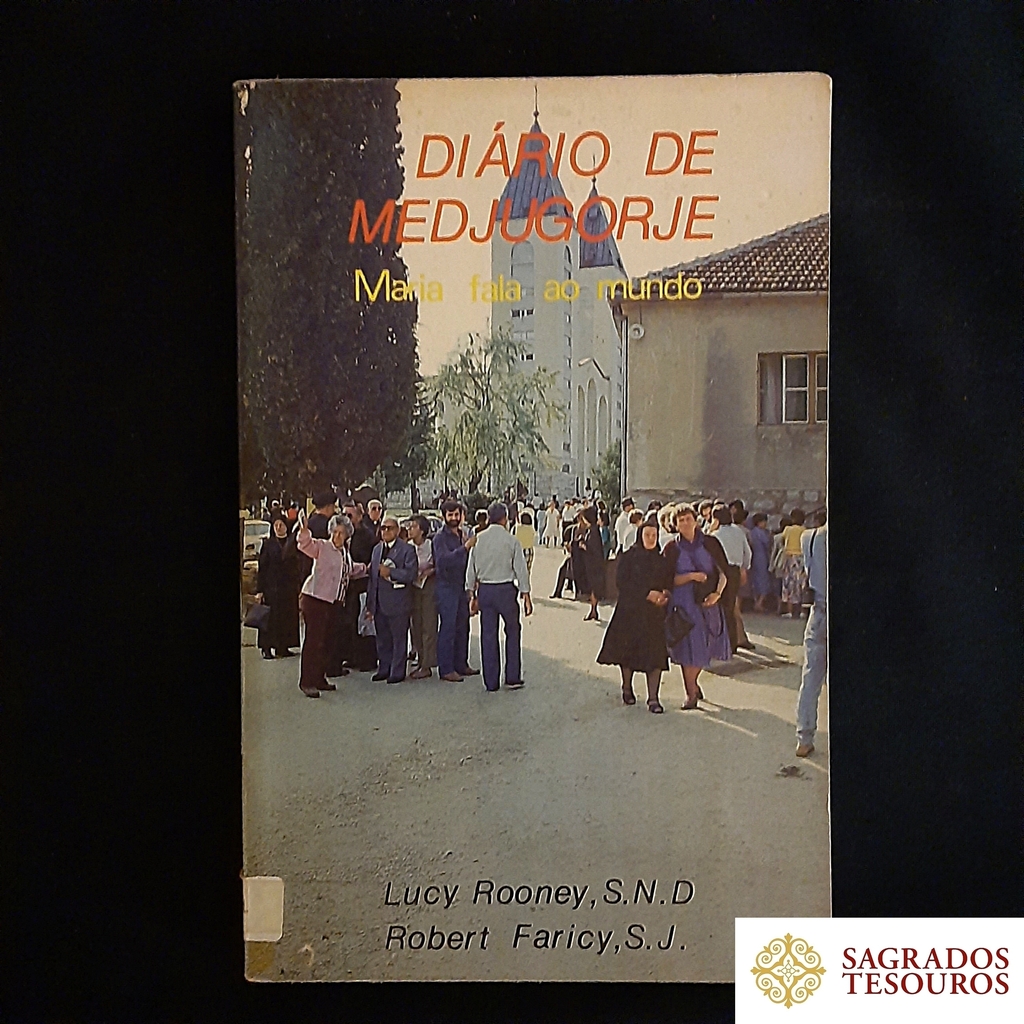 DIÁRIO DE
MEDJUGORJE
Maria fala ao mundo
Lucy Rooney, S.N.D
Robert Faricy, S.J.
SAGRADOS
TESOUROS